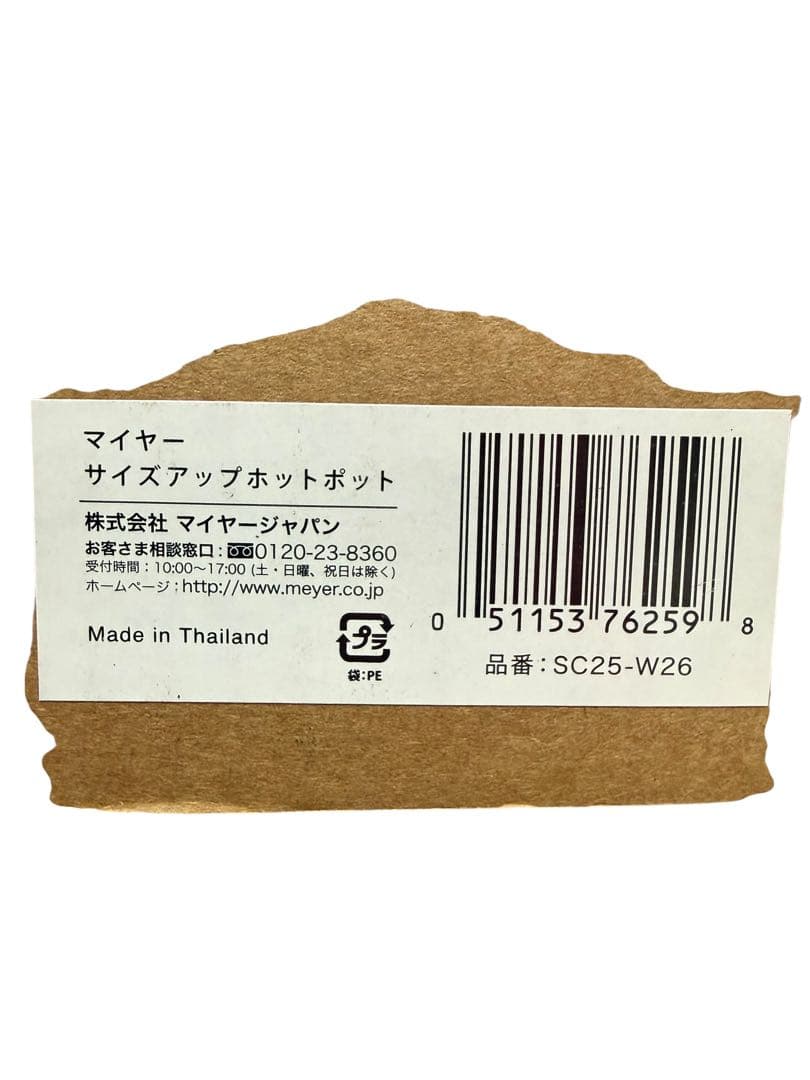 マイヤー
サイズアップホットポット
株式会社 マイヤージャパン
お客さま相談窓口：0120-23-8360
受付時間：10:00〜17:00 (土・日曜、祝日は除く)
ホームページ；http://www.meyer.co.jp
Made in Thailand
プラ
袋:PE
0 51153 76259 8
品番：SC25-W26